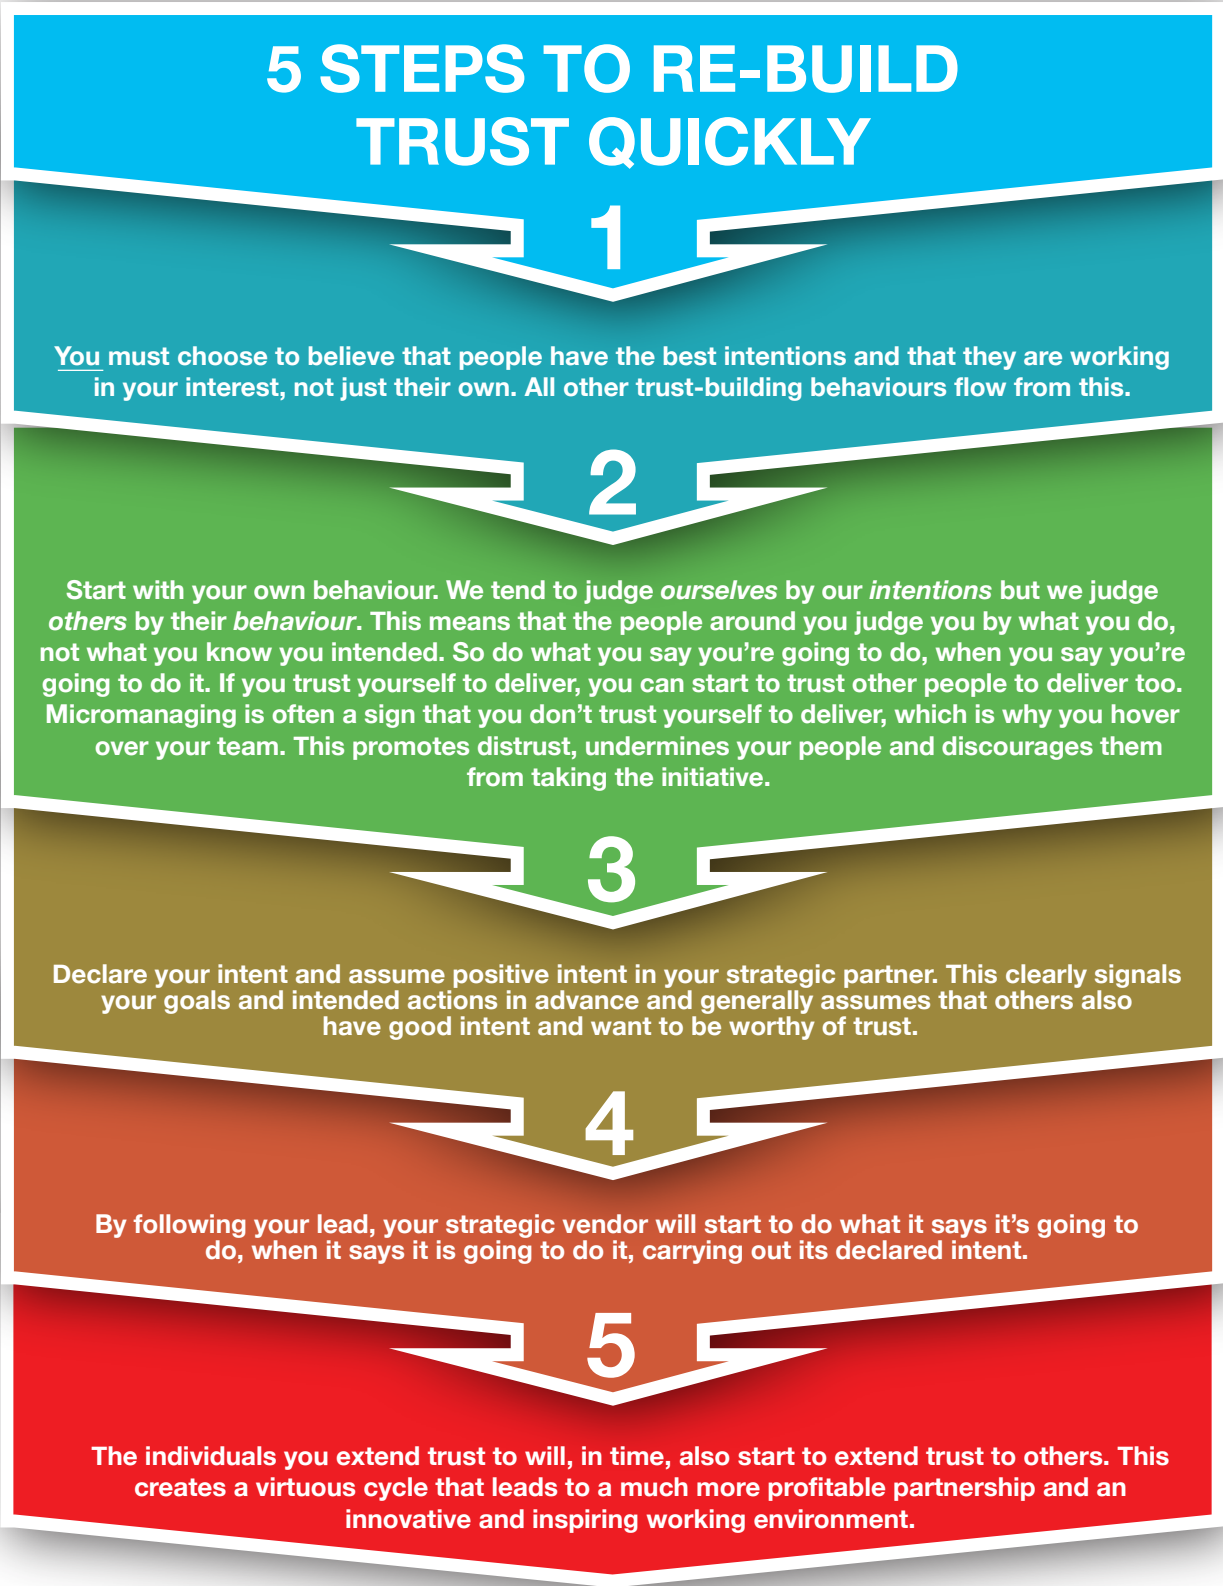 5 STEPS TO RE-BUILD
TRUST QUICKLY
1
You must choose to believe that people have the best intentions and that they are working
in your interest, not just their own. All other trust-building behaviours flow from this.
2
Start with your own behaviour. We tend to judge ourselves by our intentions but we judge
others by their behaviour. This means that the people around you judge you by what you do,
not what you know you intended. So do what you say you're going to do, when you say you're
going to do it. If you trust yourself to deliver, you can start to trust other people to deliver too.
Micromanaging is often a sign that you don't trust yourself to deliver, which is why you hover
over your team. This promotes distrust, undermines your people and discourages them
from taking the initiative.
3
Declare your intent and assume positive intent in your strategic partner. This clearly signals
your goals and intended actions in advance and generally assumes that others also
have good intent and want to be worthy of trust.
4
By following your lead, your strategic vendor will start to do what it says it's going to
do, when it says it is going to do it, carrying out its declared intent.
5
The individuals you extend trust to will, in time, also start to extend trust to others. This
creates a virtuous cycle that leads to a much more profitable partnership and an
innovative and inspiring working environment.